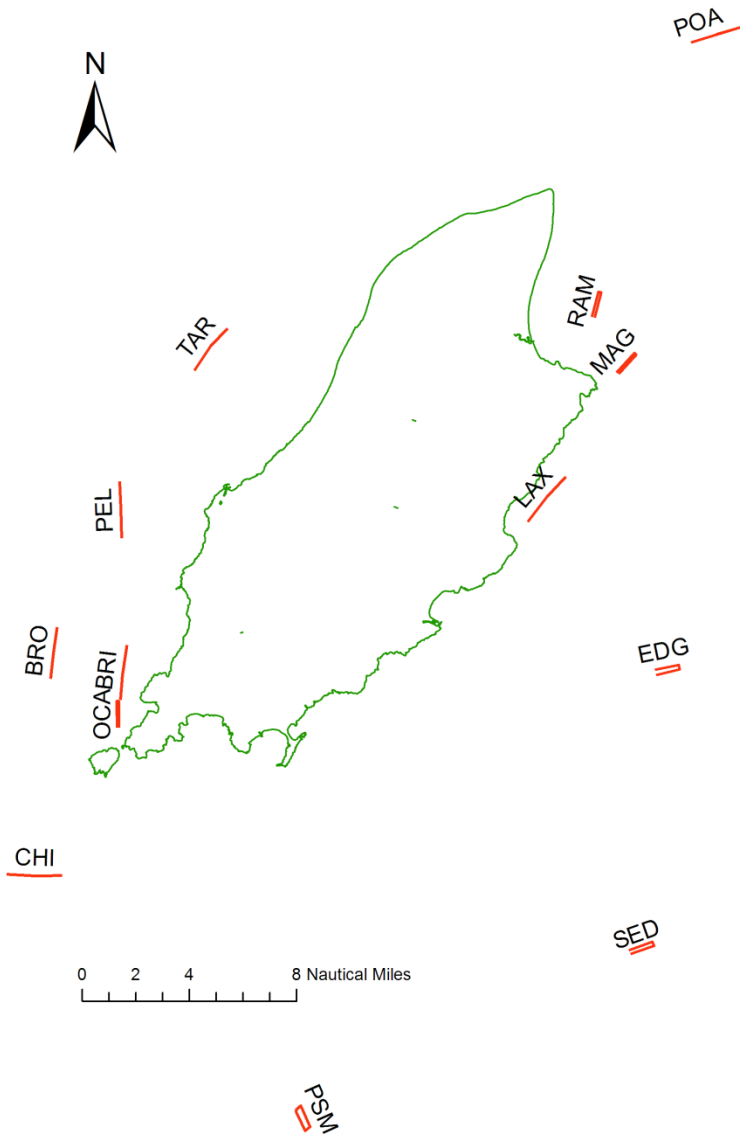 POA
N
RAM
TAR
MAG
LAX
PEL
BRO
OCABRI
EDG
CHI
SED
0 2 4 8 Nautical Miles
PSM